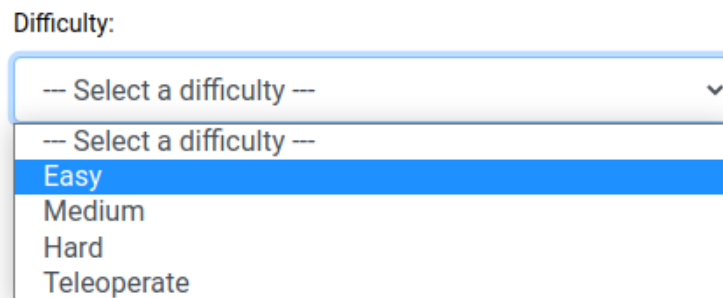 Difficulty:
--- Select a difficulty ---
--- Select a difficulty ---
Easy
Medium
Hard
Teleoperate